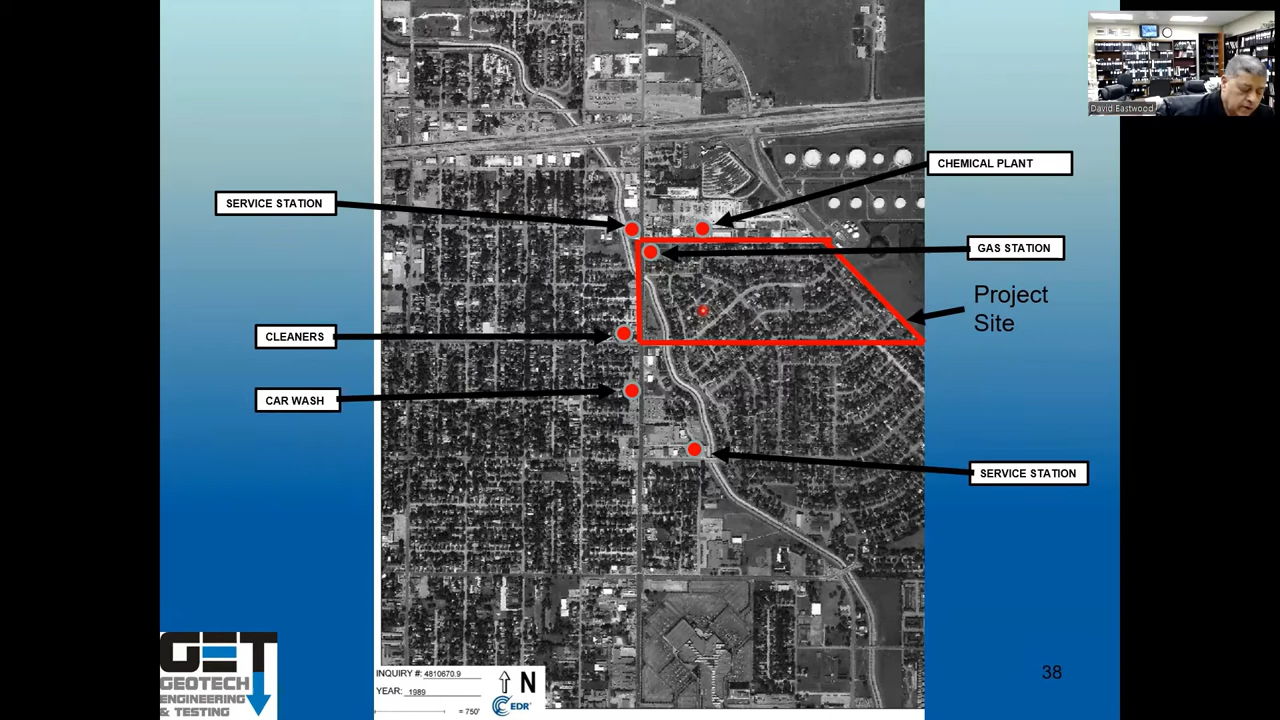 David Eastwood
CHEMICAL PLANT
SERVICE STATION
GAS STATION
Project
Site
CLEANERS
CAR WASH
SERVICE STATION
GET
GEOTECH
ENGINEERING
& TESTING
INQUIRY #: 4810670.9
YEAR: 1989
= 750'
N
EDR
38